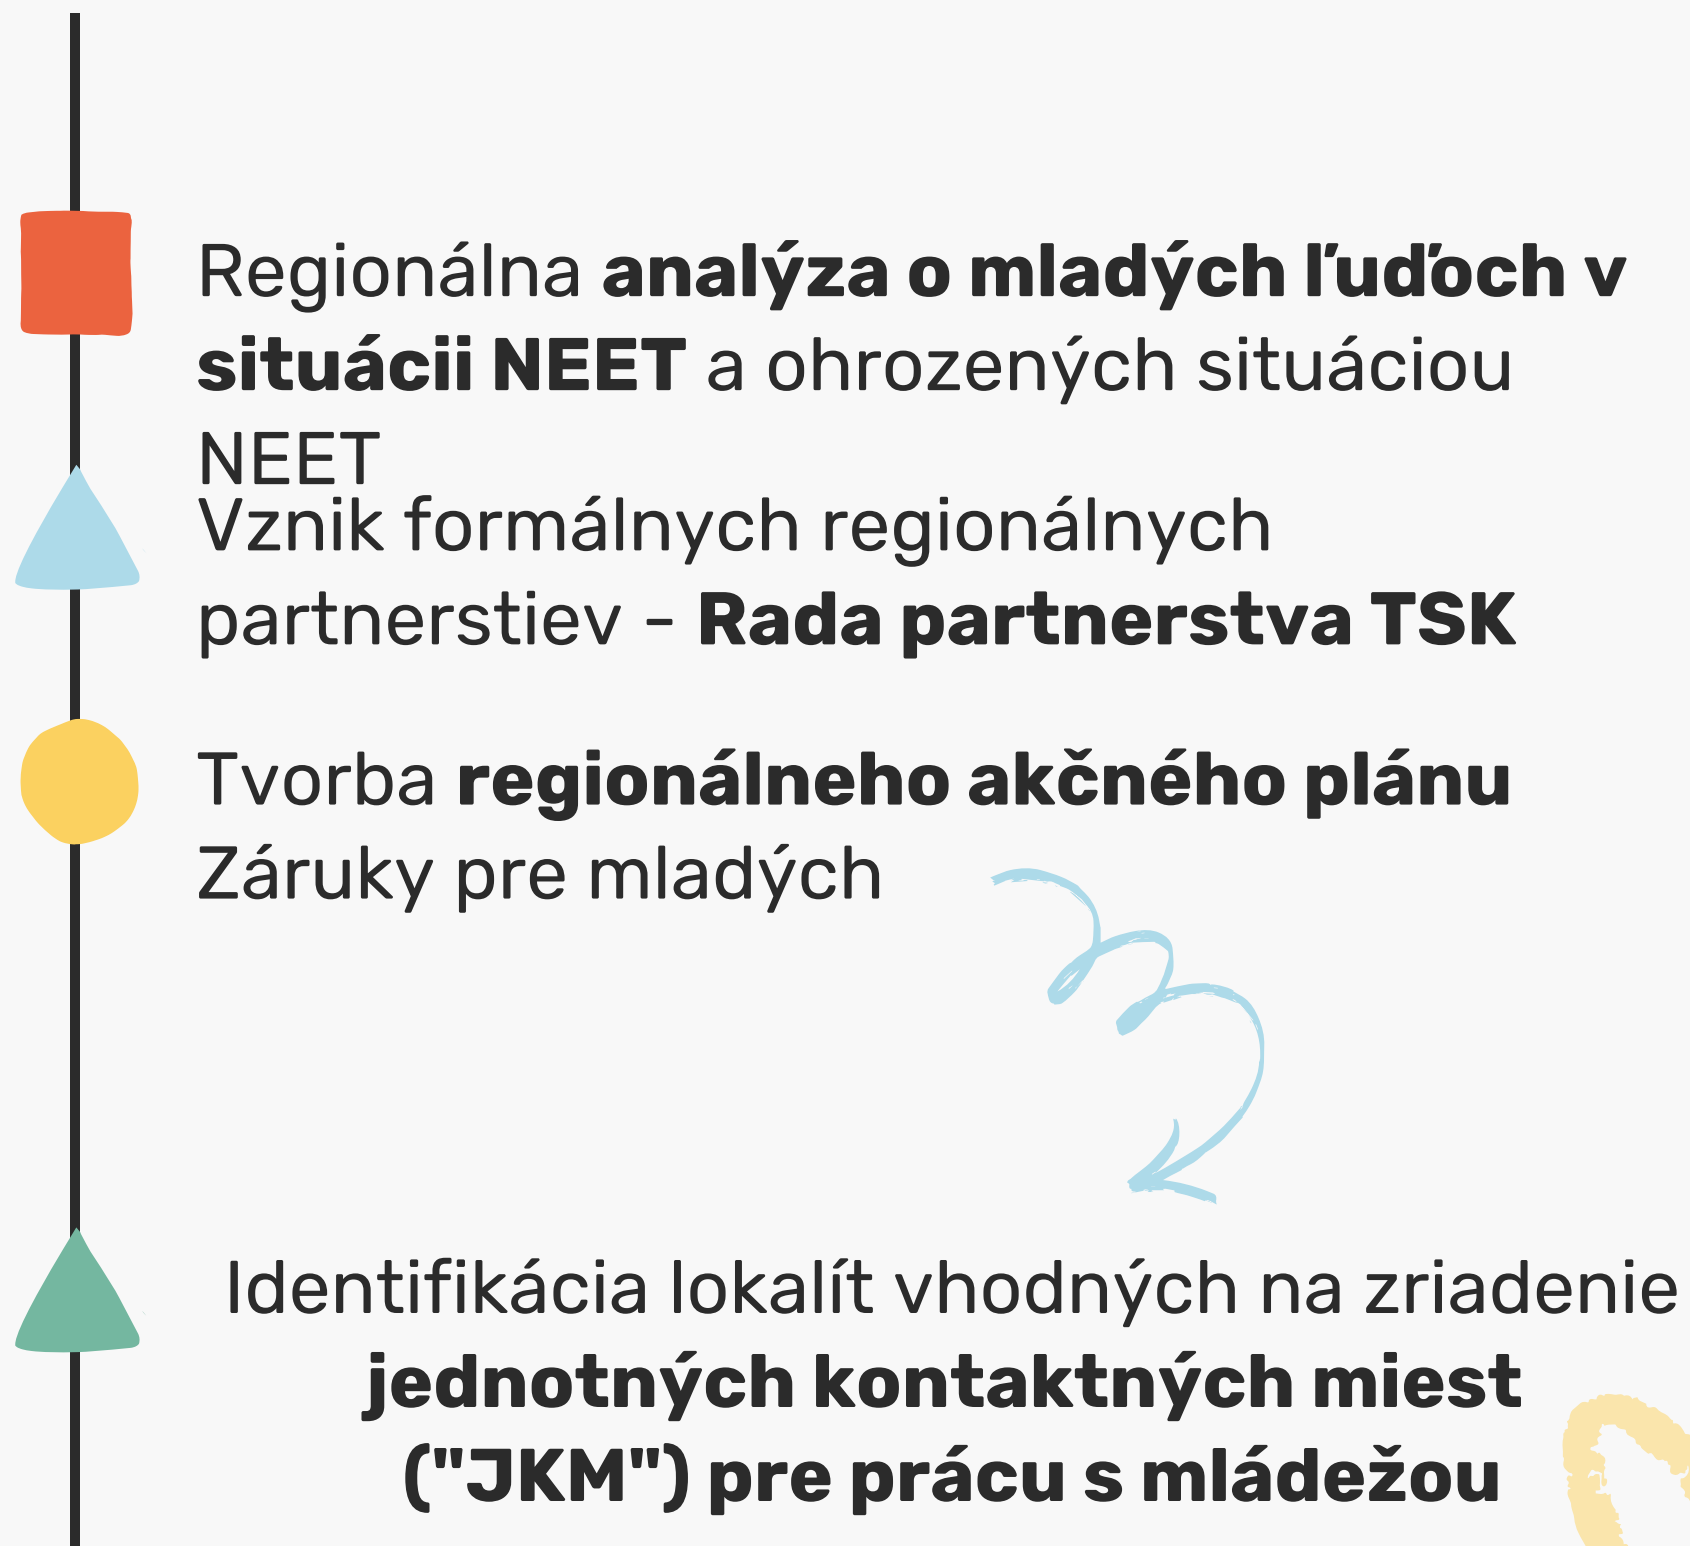 Regionálna analýza o mladých ľuďoch v
situácii NEET a ohrozených situáciou
NEET
Vznik formálnych regionálnych
partnerstiev - Rada partnerstva TSK
Tvorba regionálneho akčného plánu
Záruky pre mladých
Identifikácia lokalít vhodných na zriadenie
jednotných kontaktných miest
("JKM") pre prácu s mládežou